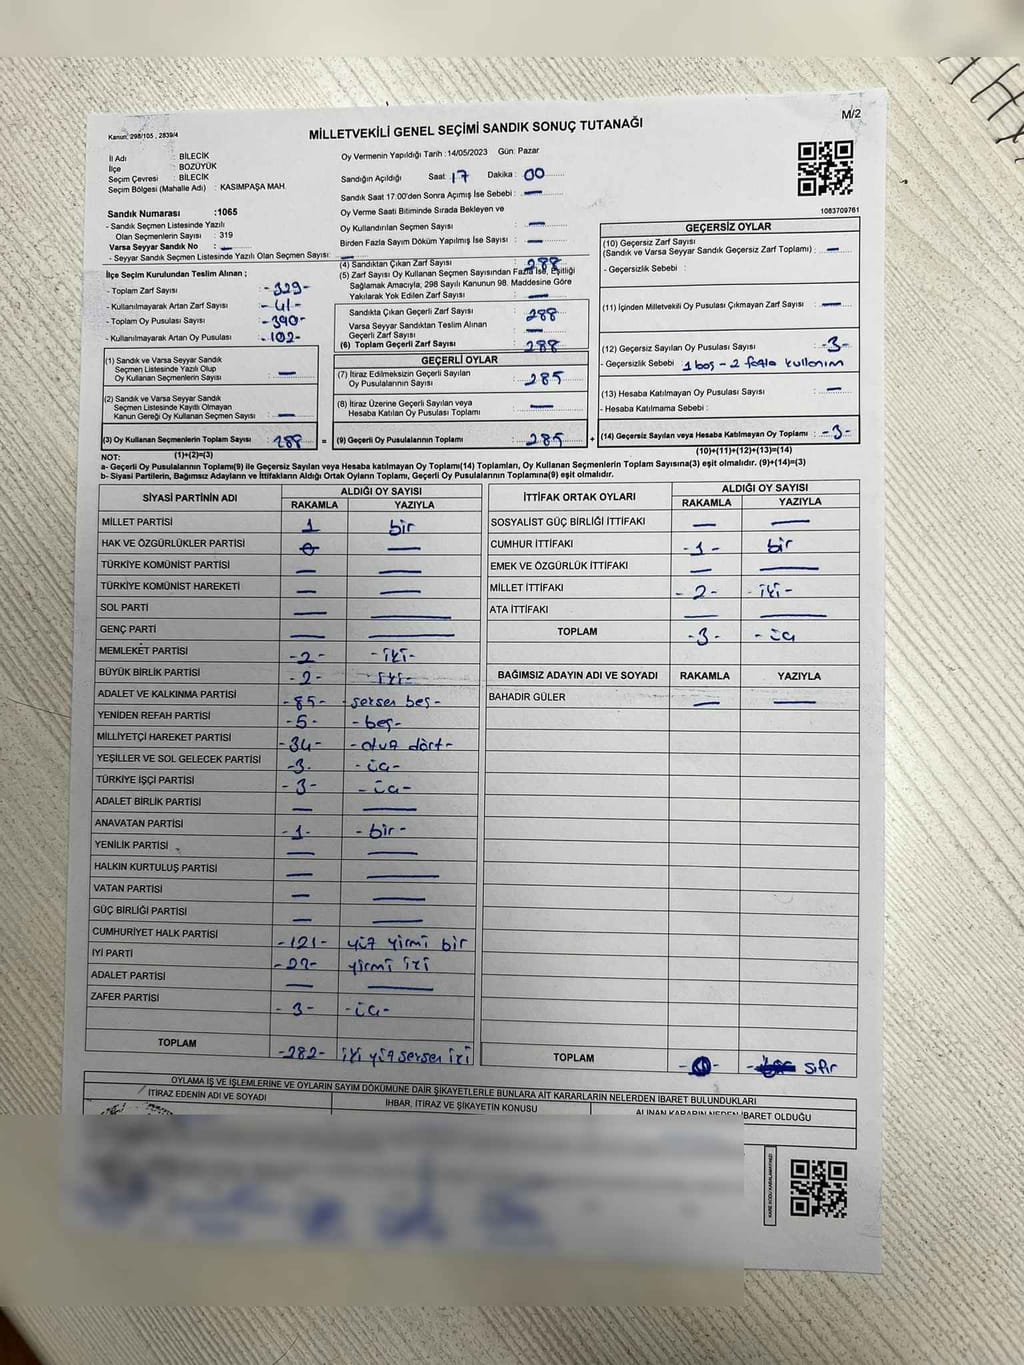 Kanun, 298/105 , 2839/4
MİLLETVEKİLİ GENEL SEÇİMİ SANDIK SONUÇ TUTANAĞI
M/2
İl Adı : BİLECİK
İlçe : BOZÜYÜK
Seçim Çevresi : BİLECİK
Seçim Bölgesi (Mahalle Adı) : KASIMPAŞA MAH.
Sandık Numarası :1065
- Sandık Seçmen Listesinde Yazılı
Olan Seçmenlerin Sayısı : 319
Varsa Seyyar Sandık No : —
- Seyyar Sandık Seçmen Listesinde Yazılı Olan Seçmen Sayısı: —
Oy Vermenin Yapıldığı Tarih :14/05/2023 Gün: Pazar
Sandığın Açıldığı Saat : 17 Dakika : 00
Sandık Saat 17:00'den Sonra Açımış İse Sebebi : —
Oy Verme Saati Bitiminde Sırada Bekleyen ve
Oy Kullandırılan Seçmen Sayısı : —
Birden Fazla Sayım Döküm Yapılmış İse Sayısı : —
1083709761
İlçe Seçim Kurulundan Teslim Alınan ;
- Toplam Zarf Sayısı : -329-
- Kullanılmayarak Artan Zarf Sayısı : -41-
- Toplam Oy Pusulası Sayısı : -390-
- Kullanılmayarak Artan Oy Pusulası : -102-
(1) Sandık ve Varsa Seyyar Sandık
Seçmen Listesinde Yazılı Olup
Oy Kullanan Seçmenlerin Sayısı : —
(2) Sandık ve Varsa Seyyar Sandık
Seçmen Listesinde Kayıtlı Olmayan
Kanun Gereği Oy Kullanan Seçmen Sayısı : —
(3) Oy Kullanan Seçmenlerin Toplam Sayısı : 288 =
(1)+(2)=(3)
(4) Sandıktan Çıkan Zarf Sayısı : 288
(5) Zarf Sayısı Oy Kullanan Seçmen Sayısından Fazla İse, Eşitliği
Sağlamak Amacıyla, 298 Sayılı Kanunun 98. Maddesine Göre
Yakılarak Yok Edilen Zarf Sayısı : —
Sandıkta Çıkan Geçerli Zarf Sayısı : 288
Varsa Seyyar Sandıktan Teslim Alınan
Geçerli Zarf Sayısı : —
(6) Toplam Geçerli Zarf Sayısı : 288
GEÇERLİ OYLAR
(7) İtiraz Edilmeksizin Geçerli Sayılan
Oy Pusulalarının Sayısı : 285
(8) İtiraz Üzerine Geçerli Sayılan veya
Hesaba Katılan Oy Pusulası Toplamı : —
(9) Geçerli Oy Pusulalarının Toplamı : 285 +
GEÇERSİZ OYLAR
(10) Geçersiz Zarf Sayısı
(Sandık ve Varsa Seyyar Sandık Geçersiz Zarf Toplamı) : —
- Geçersizlik Sebebi :
(11) İçinden Milletvekili Oy Pusulası Çıkmayan Zarf Sayısı : —
(12) Geçersiz Sayılan Oy Pusulası Sayısı : -3-
- Geçersizlik Sebebi : 1 boş - 2 fazla kullanım
(13) Hesaba Katılmayan Oy Pusulası Sayısı : —
- Hesaba Katılmama Sebebi :
(14) Geçersiz Sayılan veya Hesaba Katılmayan Oy Toplamı : -3-
(10)+(11)+(12)+(13)=(14)
NOT:
a- Geçerli Oy Pusulalarının Toplamı(9) ile Geçersiz Sayılan veya Hesaba katılmayan Oy Toplamı(14) Toplamları, Oy Kullanan Seçmenlerin Toplam Sayısına(3) eşit olmalıdır. (9)+(14)=(3)
b- Siyasi Partilerin, Bağımsız Adayların ve İttifakların Aldığı Ortak Oyların Toplamı, Geçerli Oy Pusulalarının Toplamına(9) eşit olmalıdır.
SİYASİ PARTİNİN ADI ALDIĞI OY SAYISI
RAKAMLA YAZIYLA
MİLLET PARTİSİ 1 bir
HAK VE ÖZGÜRLÜKLER PARTİSİ 0 —
TÜRKİYE KOMÜNİST PARTİSİ — —
TÜRKİYE KOMÜNİST HAREKETİ — —
SOL PARTİ — —
GENÇ PARTİ — —
MEMLEKET PARTİSİ -2- -iki-
BÜYÜK BİRLİK PARTİSİ -2- -iki-
ADALET VE KALKINMA PARTİSİ -85- seksen beş-
YENİDEN REFAH PARTİSİ -5- -beş-
MİLLİYETÇİ HAREKET PARTİSİ -34- -otuz dört-
YEŞİLLER VE SOL GELECEK PARTİSİ -3. -üç-
TÜRKİYE İŞÇİ PARTİSİ -3- -üç-
ADALET BİRLİK PARTİSİ — —
ANAVATAN PARTİSİ -1- -bir-
YENİLİK PARTİSİ — —
HALKIN KURTULUŞ PARTİSİ — —
VATAN PARTİSİ — —
GÜÇ BİRLİĞİ PARTİSİ — —
CUMHURİYET HALK PARTİSİ -121- yüz yirmi bir
İYİ PARTİ -22- yirmi iki
ADALET PARTİSİ — —
ZAFER PARTİSİ -3- -üç-
TOPLAM -282- iki yüz seksen iki
İTTİFAK ORTAK OYLARI ALDIĞI OY SAYISI
RAKAMLA YAZIYLA
SOSYALİST GÜÇ BİRLİĞİ İTTİFAKI — —
CUMHUR İTTİFAKI -1- bir
EMEK VE ÖZGÜRLÜK İTTİFAKI — —
MİLLET İTTİFAKI -2- -iki-
ATA İTTİFAKI — —
TOPLAM -3- -üç
BAĞIMSIZ ADAYIN ADI VE SOYADI RAKAMLA YAZIYLA
BAHADIR GÜLER — —
TOPLAM -0- sıfır
OYLAMA İŞ VE İŞLEMLERİNE VE OYLARIN SAYIM DÖKÜMÜNE DAİR ŞİKAYETLERLE BUNLARA AİT KARARLARIN NELERDEN İBARET BULUNDUKLARI
İTİRAZ EDENİN ADI VE SOYADI İHBAR, İTİRAZ VE ŞİKAYETİN KONUSU ALINAN KARARIN NEDEN İBARET OLDUĞU